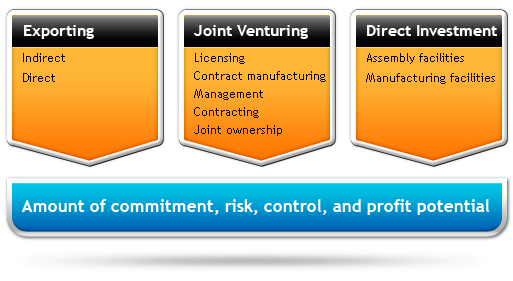 Exporting
Indirect
Direct
Joint Venturing
Licensing
Contract manufacturing
Management
Contracting
Joint ownership
Direct Investment
Assembly facilities
Manufacturing facilities
Amount of commitment, risk, control, and profit potential